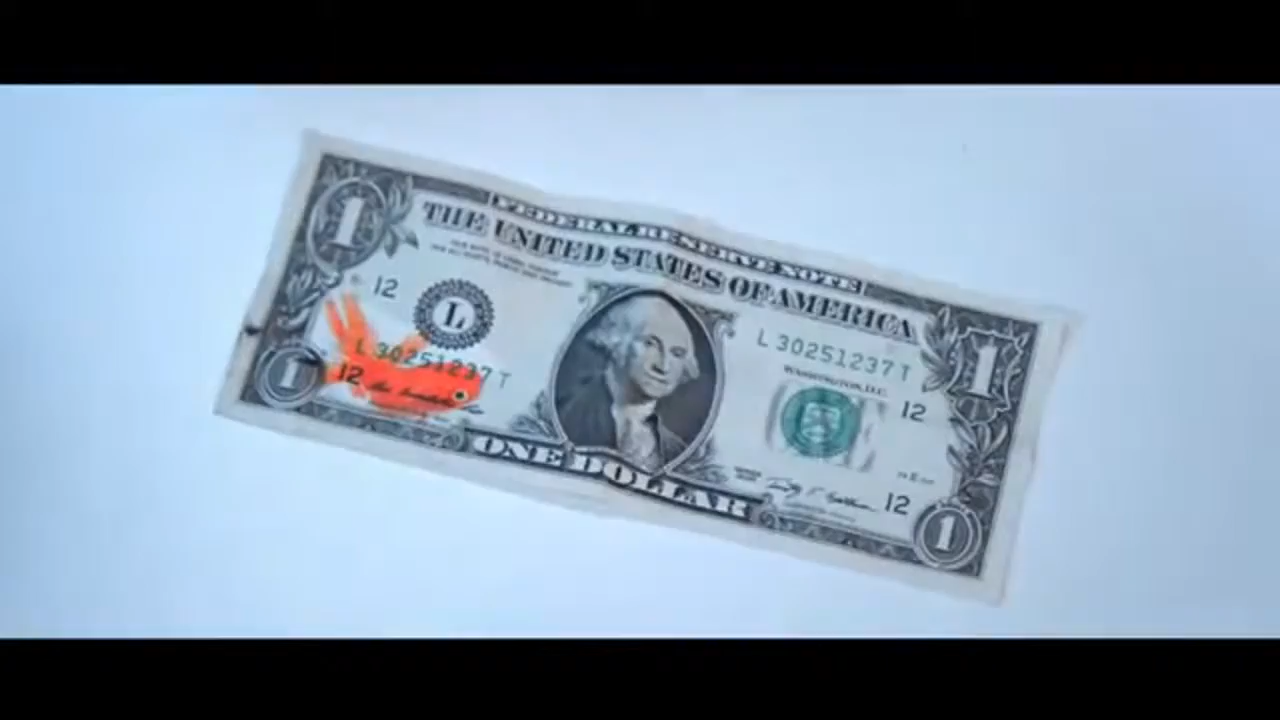 FEDERAL RESERVE NOTE
THE UNITED STATES OF AMERICA
1
1
12
L
L 30251237 T
L 30251237 T
WASHINGTON, D.C.
12
12
12
1
1
ONE DOLLAR